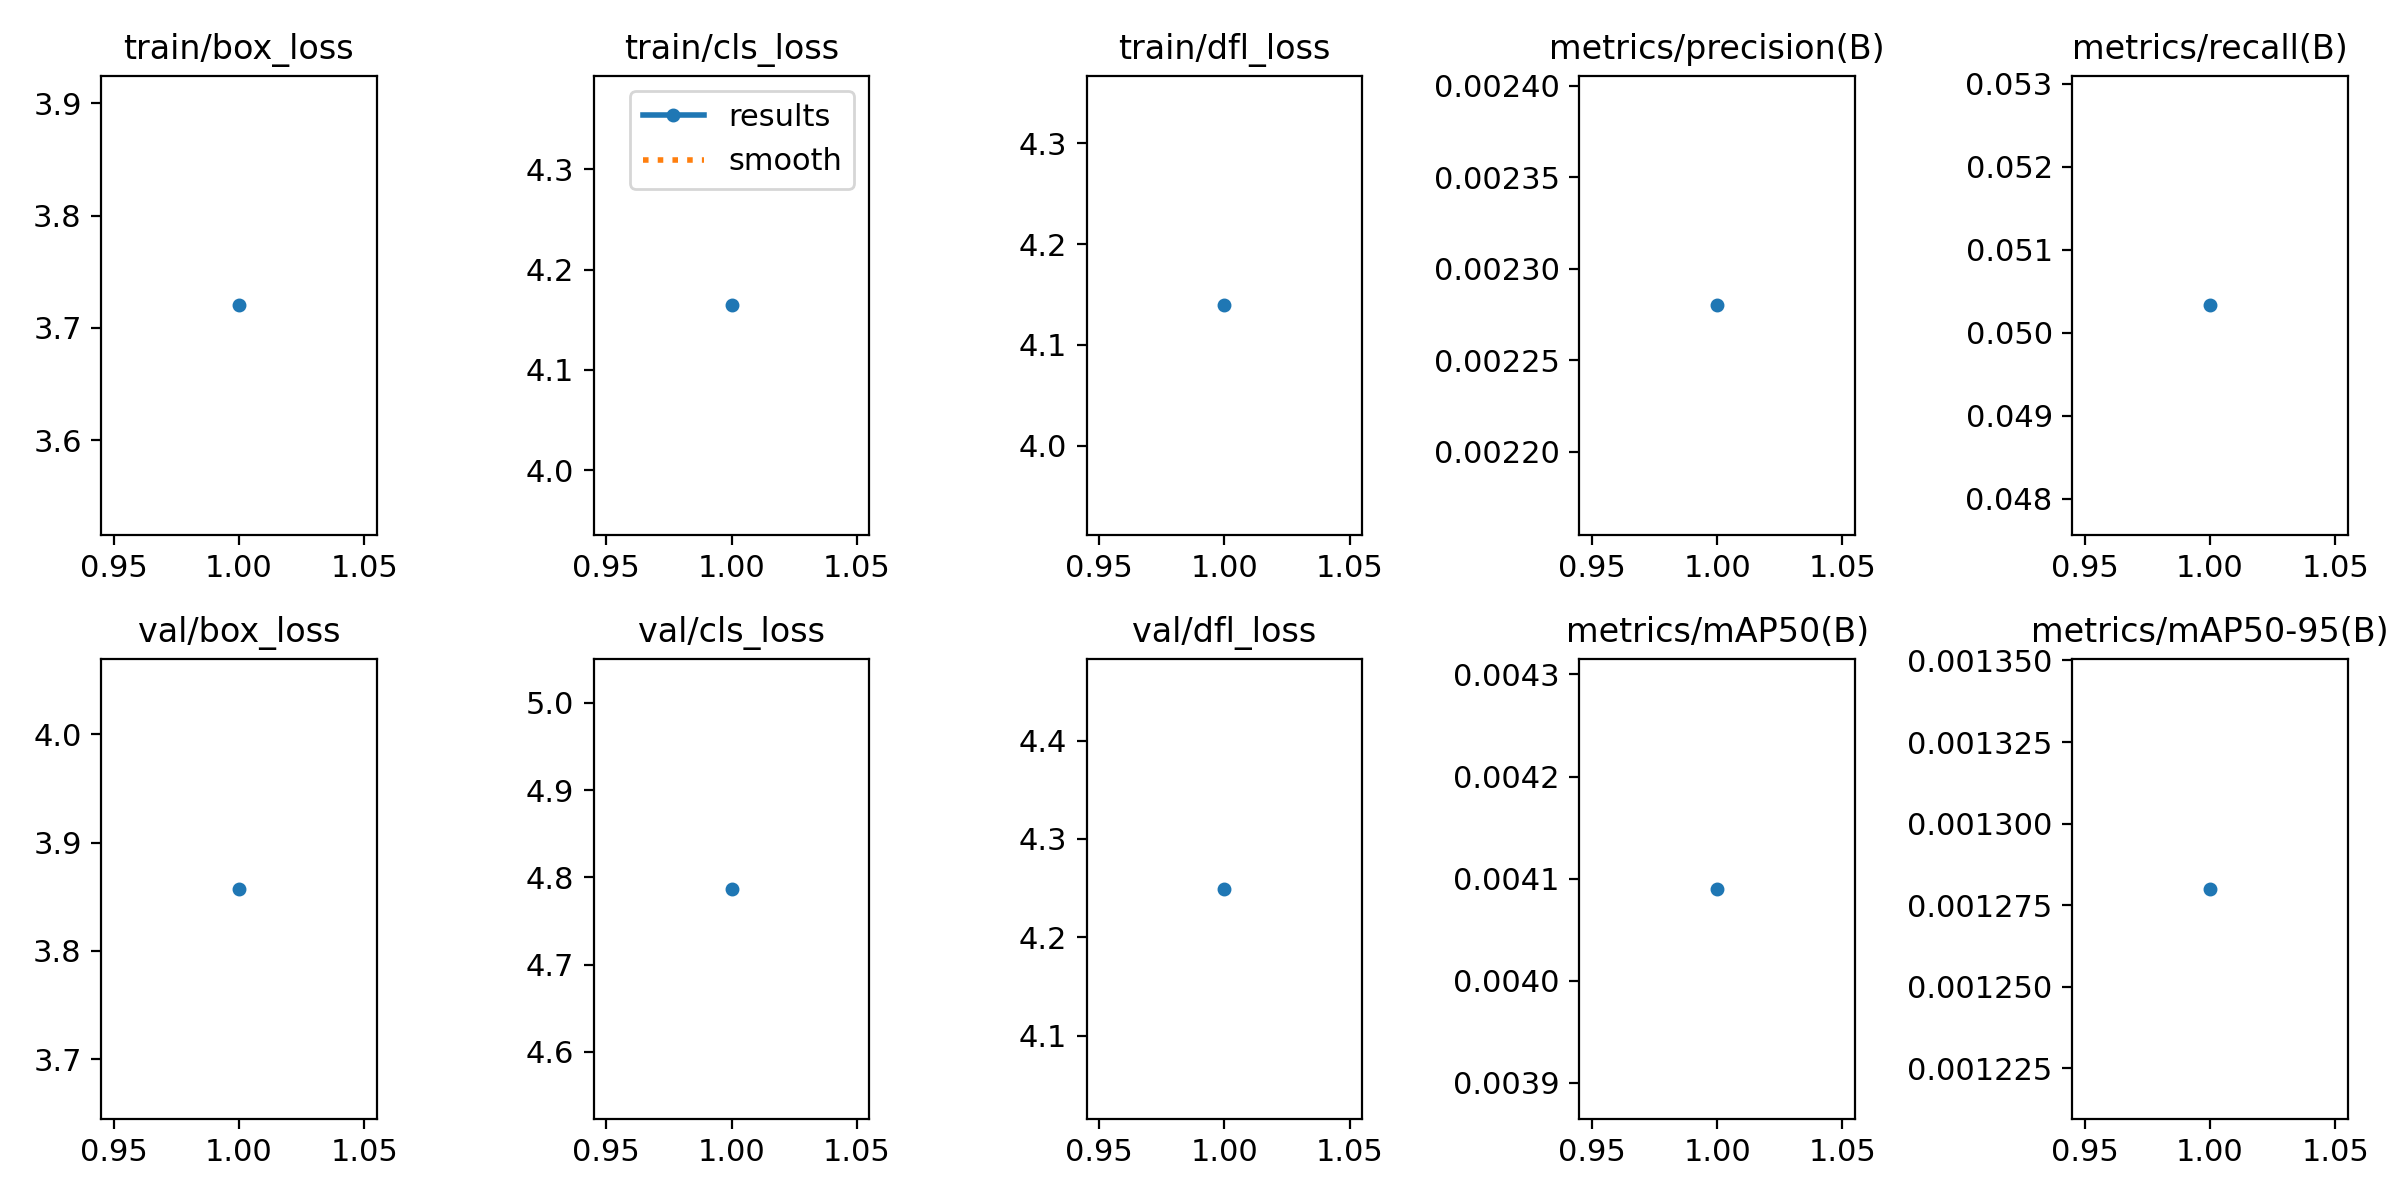 train/box_loss
3.9
3.8
3.7
3.6
0.95 1.00 1.05
train/cls_loss
results
smooth
4.3
4.2
4.1
4.0
0.95 1.00 1.05
train/dfl_loss
4.3
4.2
4.1
4.0
0.95 1.00 1.05
metrics/precision(B)
0.00240
0.00235
0.00230
0.00225
0.00220
0.95 1.00 1.05
metrics/recall(B)
0.053
0.052
0.051
0.050
0.049
0.048
0.95 1.00 1.05
val/box_loss
4.0
3.9
3.8
3.7
0.95 1.00 1.05
val/cls_loss
5.0
4.9
4.8
4.7
4.6
0.95 1.00 1.05
val/dfl_loss
4.4
4.3
4.2
4.1
0.95 1.00 1.05
metrics/mAP50(B)
0.0043
0.0042
0.0041
0.0040
0.0039
0.95 1.00 1.05
metrics/mAP50-95(B)
0.001350
0.001325
0.001300
0.001275
0.001250
0.001225
0.95 1.00 1.05